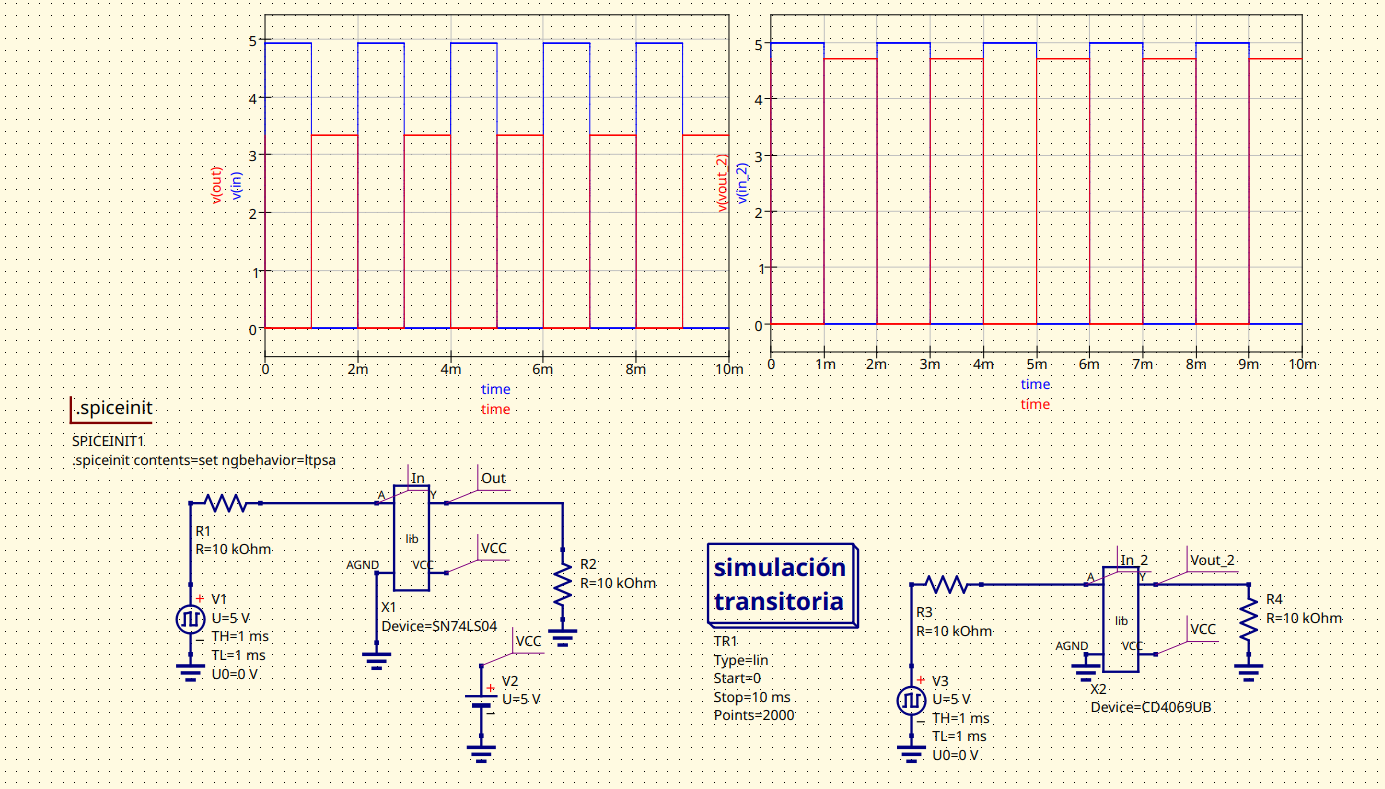 5
4
3
2
1
0
v(out)
v(in)
0
2m
4m
6m
8m
10m
time
time
5
4
3
2
1
0
v(vout_2)
v(in_2)
0
1m
2m
3m
4m
5m
6m
7m
8m
9m
10m
time
time
.spiceinit
SPICEINIT1
.spiceinit contents=set ngbehavior=ltpsa
In
Out
A
Y
R1
R=10 kOhm
lib
VCC
AGND
VCC
R2
R=10 kOhm
V1
U=5 V
TH=1 ms
TL=1 ms
U0=0 V
X1
Device=SN74LS04
VCC
V2
U=5 V
simulación
transitoria
TR1
Type=lin
Start=0
Stop=10 ms
Points=2000
In_2
Vout_2
A
Y
R3
R=10 kOhm
lib
VCC
AGND
VCC
R4
R=10 kOhm
V3
U=5 V
TH=1 ms
TL=1 ms
U0=0 V
X2
Device=CD4069UB